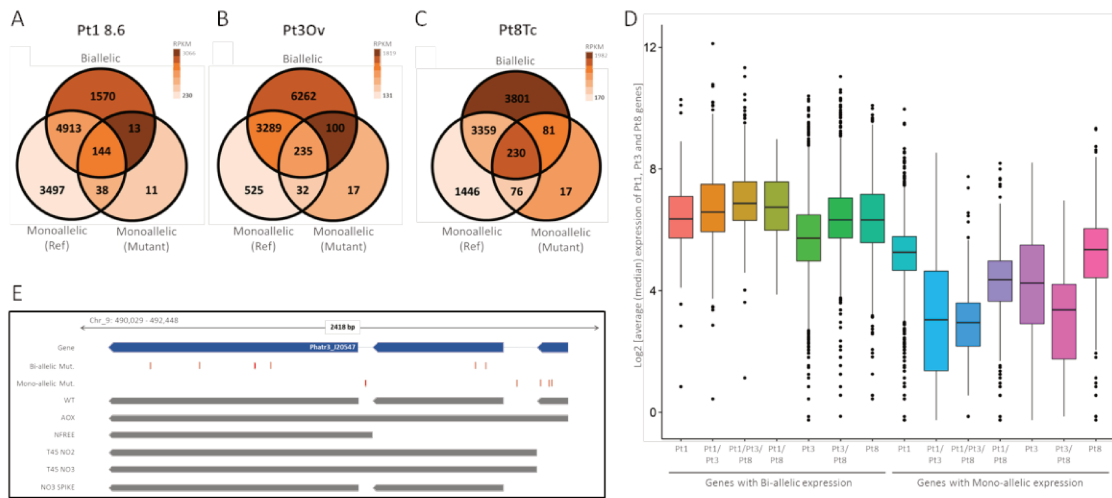 A
Pt1 8.6
RPKM
3066
230
Biallelic
1570
4913
13
144
3497
38
11
Monoallelic
(Ref)
Monoallelic
(Mutant)
B
Pt3Ov
RPKM
1819
131
Biallelic
6262
3289
100
235
525
32
17
Monoallelic
(Ref)
Monoallelic
(Mutant)
C
Pt8Tc
RPKM
1982
170
Biallelic
3801
3359
81
230
1446
76
17
Monoallelic
(Ref)
Monoallelic
(Mutant)
D
Log2 [average (median) expression of Pt1, Pt3 and Pt8 genes]
12
8
4
0
Pt1
Pt1/
Pt3
Pt1/Pt3/
Pt8
Pt1/
Pt8
Pt3
Pt3/
Pt8
Pt8
Pt1
Pt1/
Pt3
Pt1/Pt3/
Pt8
Pt1/
Pt8
Pt3
Pt3/
Pt8
Pt8
Genes with Bi-allelic expression
Genes with Mono-allelic expression
E
Chr_9: 490,029 - 492,448
2418 bp
Gene
Phatr3_J20547
Bi-allelic Mut.
Mono-allelic Mut.
WT
AOX
NFREE
T45 NO2
T45 NO3
NO3 SPIKE